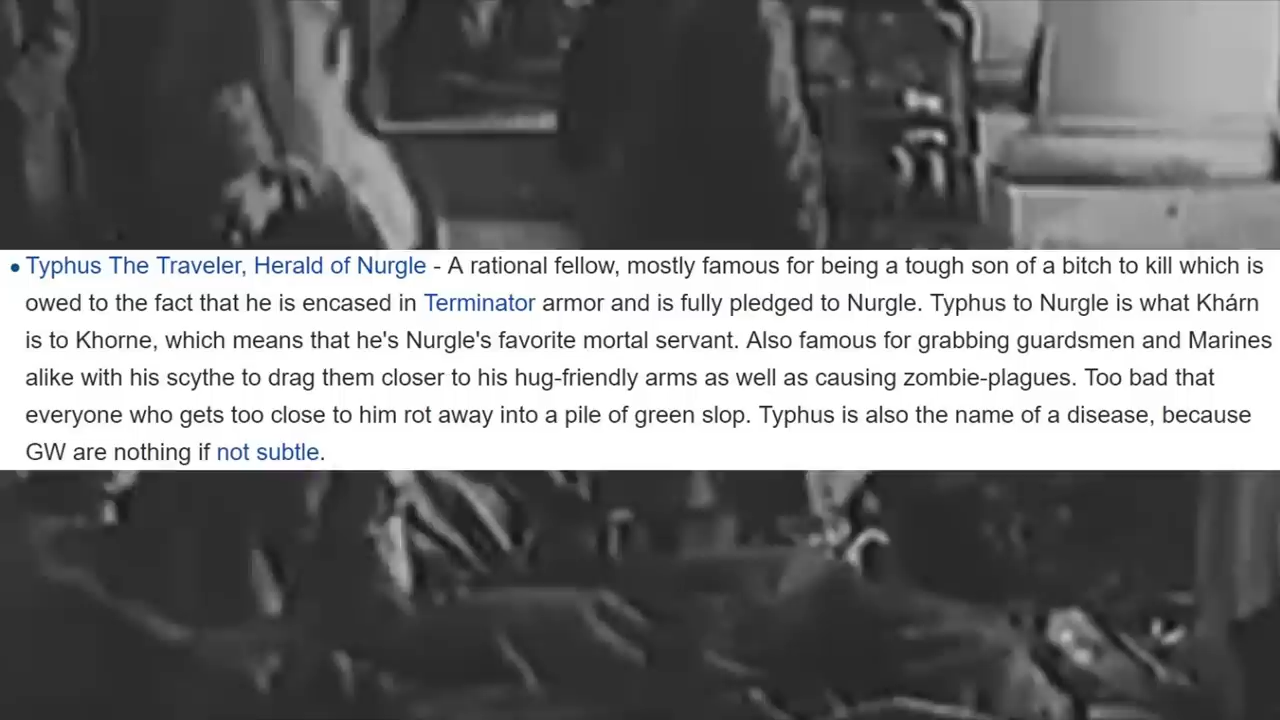 • Typhus The Traveler, Herald of Nurgle - A rational fellow, mostly famous for being a tough son of a bitch to kill which is
owed to the fact that he is encased in Terminator armor and is fully pledged to Nurgle. Typhus to Nurgle is what Khárn
is to Khorne, which means that he's Nurgle's favorite mortal servant. Also famous for grabbing guardsmen and Marines
alike with his scythe to drag them closer to his hug-friendly arms as well as causing zombie-plagues. Too bad that
everyone who gets too close to him rot away into a pile of green slop. Typhus is also the name of a disease, because
GW are nothing if not subtle.